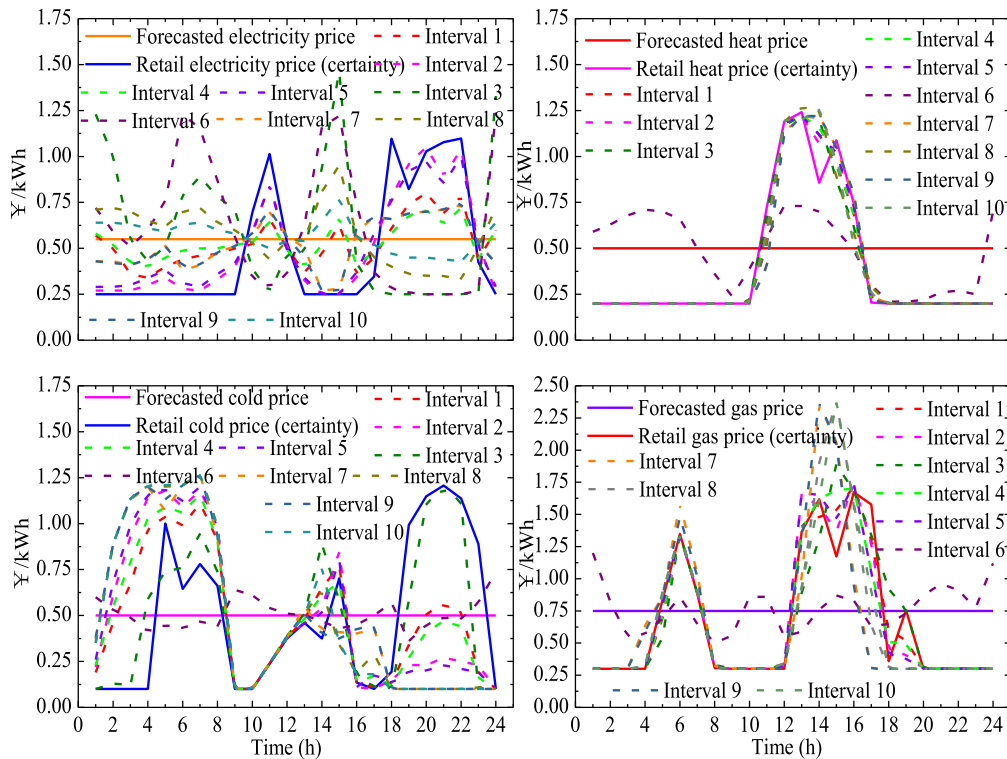 1.75
1.50
1.25
1.00
0.75
0.50
0.25
0.00
¥/kWh
Forecasted electricity price
Retail electricity price (certainty)
Interval 1
Interval 2
Interval 4
Interval 5
Interval 3
Interval 6
Interval 7
Interval 8
Interval 9
Interval 10
1.75
1.50
1.25
1.00
0.75
0.50
0.25
0.00
¥/kWh
Forecasted heat price
Retail heat price (certainty)
Interval 1
Interval 2
Interval 3
Interval 4
Interval 5
Interval 6
Interval 7
Interval 8
Interval 9
Interval 10
1.75
1.50
1.25
1.00
0.75
0.50
0.25
0.00
¥/kWh
Forecasted cold price
Retail cold price (certainty)
Interval 1
Interval 2
Interval 4
Interval 5
Interval 3
Interval 6
Interval 7
Interval 8
Interval 9
Interval 10
0 2 4 6 8 10 12 14 16 18 20 22 24
Time (h)
2.50
2.25
2.00
1.75
1.50
1.25
1.00
0.75
0.50
0.25
0.00
¥/kWh
Forecasted gas price
Retail gas price (certainty)
Interval 7
Interval 8
Interval 1
Interval 2
Interval 3
Interval 4
Interval 5
Interval 6
Interval 9
Interval 10
0 2 4 6 8 10 12 14 16 18 20 22 24
Time (h)